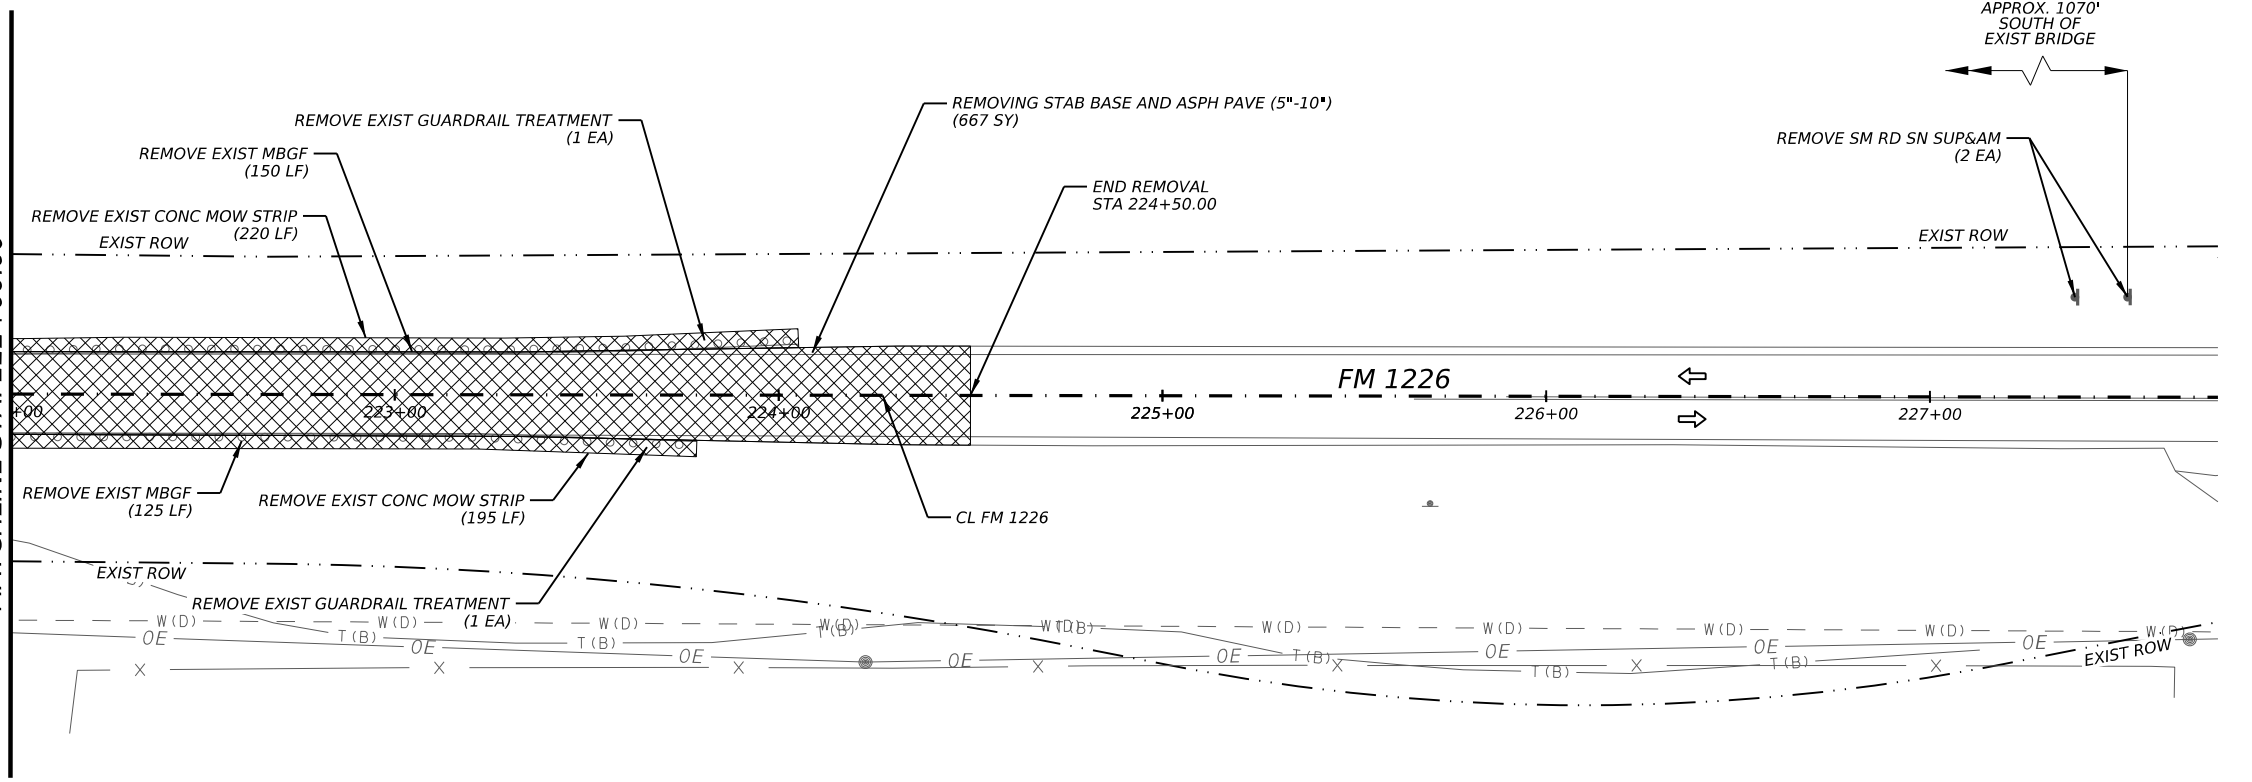 APPROX. 1070'
SOUTH OF
EXIST BRIDGE
REMOVING STAB BASE AND ASPH PAVE (5"-10")
(667 SY)
REMOVE EXIST GUARDRAIL TREATMENT
(1 EA)
REMOVE SM RD SN SUP&AM
(2 EA)
REMOVE EXIST MBGF
(150 LF)
END REMOVAL
STA 224+50.00
REMOVE EXIST CONC MOW STRIP
(220 LF)
EXIST ROW
EXIST ROW
FM 1226
+00
223+00
224+00
225+00
226+00
227+00
REMOVE EXIST MBGF
(125 LF)
REMOVE EXIST CONC MOW STRIP
(195 LF)
CL FM 1226
EXIST ROW
REMOVE EXIST GUARDRAIL TREATMENT
(1 EA)
W(D) W(D) W(D) W(D) W(D) W(D) W(D) W(D) W(D) W(D)
T(B) T(B) T(B) T(B) T(B) T(B) T(B)
OE OE OE OE OE OE OE OE
EXIST ROW
X X X X X X X